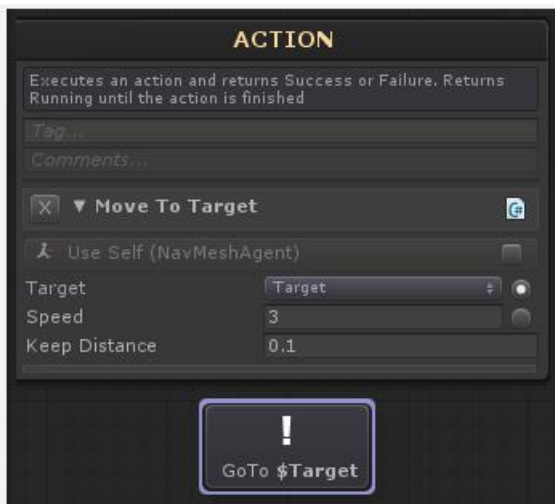 ACTION
Executes an action and returns Success or Failure. Returns
Running until the action is finished
Tag...
Comments...
X ▼ Move To Target C#
Use Self (NavMeshAgent)
Target Target
Speed 3
Keep Distance 0.1
!
GoTo $Target